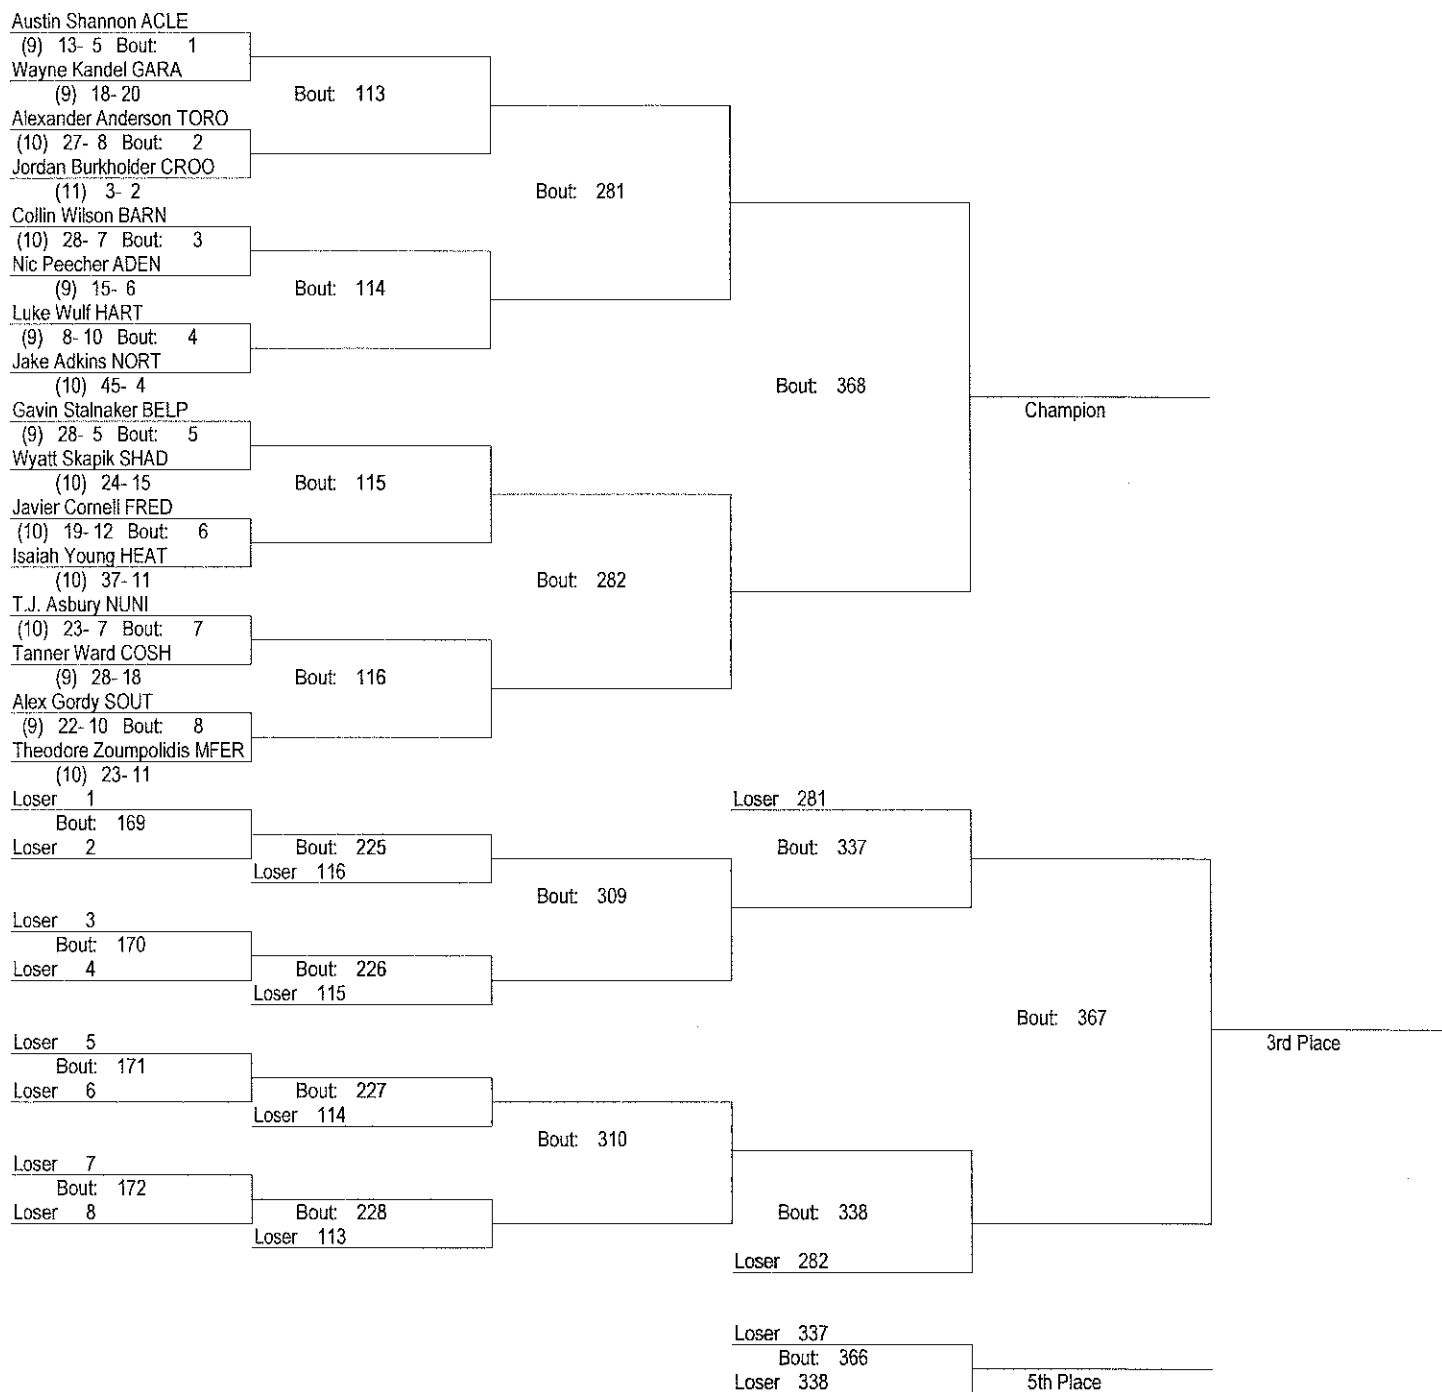 Austin Shannon ACLE
(9) 13- 5 Bout: 1
Wayne Kandel GARA
(9) 18- 20
Bout: 113
Alexander Anderson TORO
(10) 27- 8 Bout: 2
Jordan Burkholder CROO
(11) 3- 2
Bout: 281
Collin Wilson BARN
(10) 28- 7 Bout: 3
Nic Peecher ADEN
(9) 15- 6
Bout: 114
Luke Wulf HART
(9) 8- 10 Bout: 4
Jake Adkins NORT
(10) 45- 4
Bout: 368
Champion
Gavin Stalnaker BELP
(9) 28- 5 Bout: 5
Wyatt Skapik SHAD
(10) 24- 15
Bout: 115
Javier Cornell FRED
(10) 19- 12 Bout: 6
Isaiah Young HEAT
(10) 37- 11
Bout: 282
T.J. Asbury NUNI
(10) 23- 7 Bout: 7
Tanner Ward COSH
(9) 28- 18
Bout: 116
Alex Gordy SOUT
(9) 22- 10 Bout: 8
Theodore Zoumpolidis MFER
(10) 23- 11
Loser 1
Bout: 169
Loser 2
Bout: 225
Loser 116
Bout: 309
Loser 281
Bout: 337
Loser 3
Bout: 170
Loser 4
Bout: 226
Loser 115
Bout: 367
3rd Place
Loser 5
Bout: 171
Loser 6
Bout: 227
Loser 114
Bout: 310
Loser 7
Bout: 172
Loser 8
Bout: 228
Loser 113
Bout: 338
Loser 282
Loser 337
Bout: 366
Loser 338
5th Place